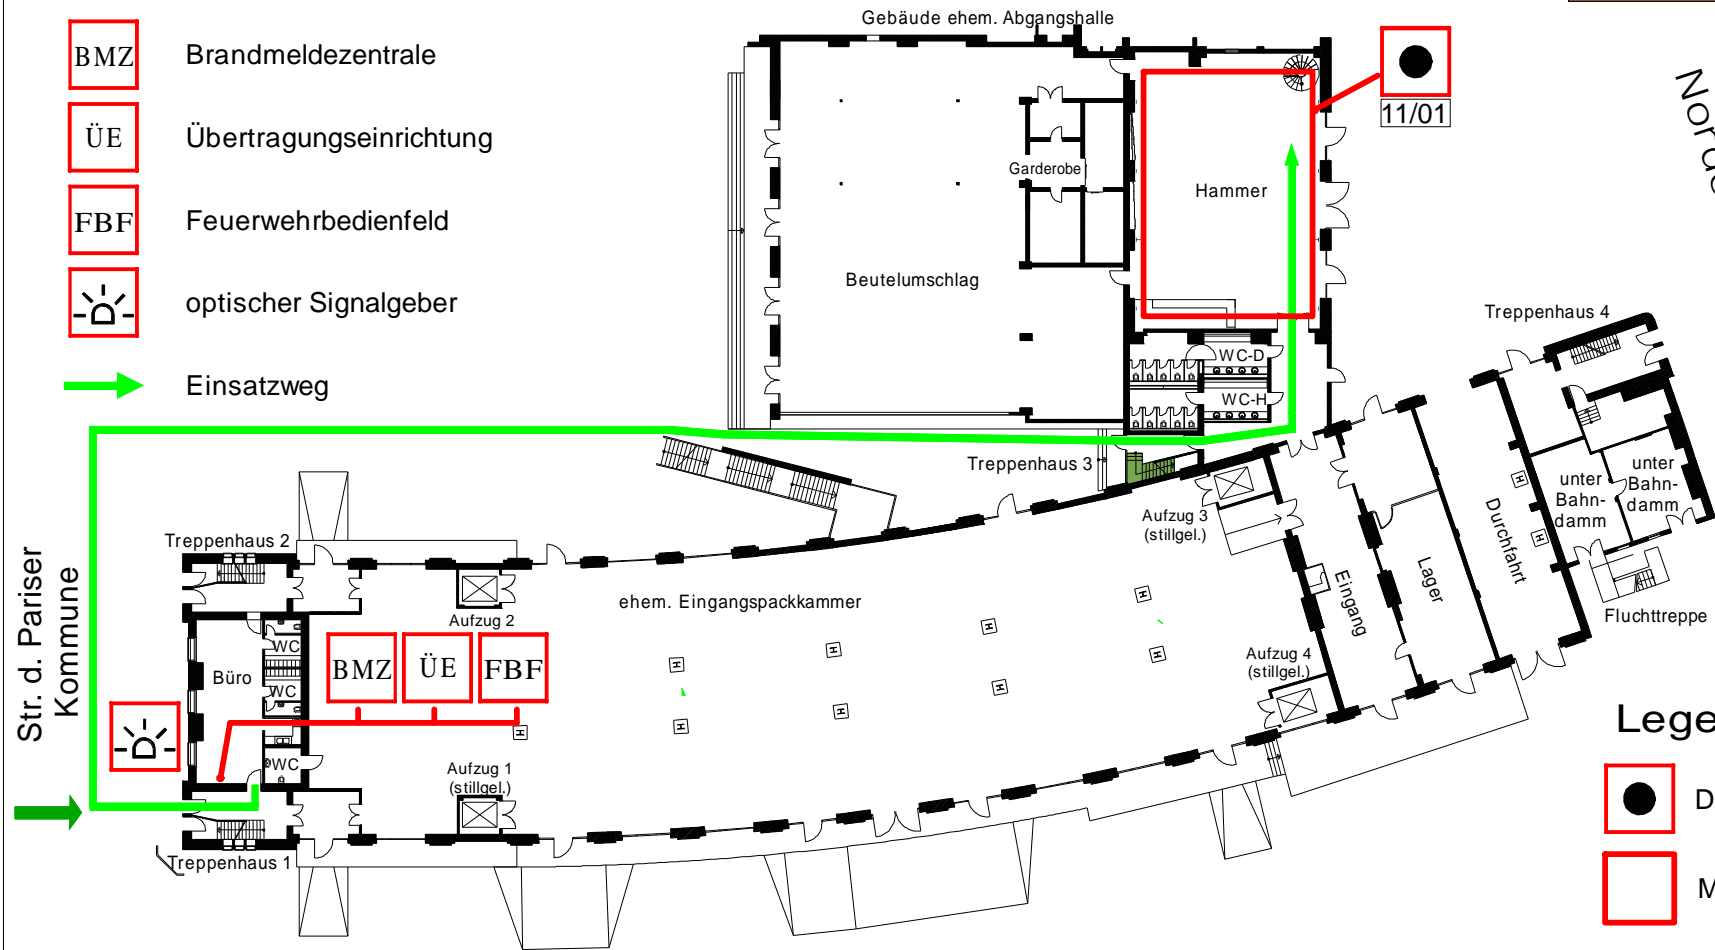 Gebäude ehem. Abgangshalle
BMZ Brandmeldezentrale
ÜE Übertragungseinrichtung
FBF Feuerwehrbedienfeld
optischer Signalgeber
Einsatzweg
11/01
Garderobe
Hammer
Beutelumschlag
WC-D
WC-H
Treppenhaus 4
Treppenhaus 3
unter
Bahn-
damm
unter
Bahn-
damm
Aufzug 3
(stillgel.)
Durchfahrt
Treppenhaus 2
Str. d. Pariser
Kommune
Aufzug 2
ehem. Eingangspackkammer
Eingang
Lager
Fluchttreppe
WC
Büro
WC
BMZ
ÜE
FBF
H
H
H
H
H
H
H
H
H
H
H
Aufzug 4
(stillgel.)
WC
Aufzug 1
(stillgel.)
Treppenhaus 1
Lege
D
M